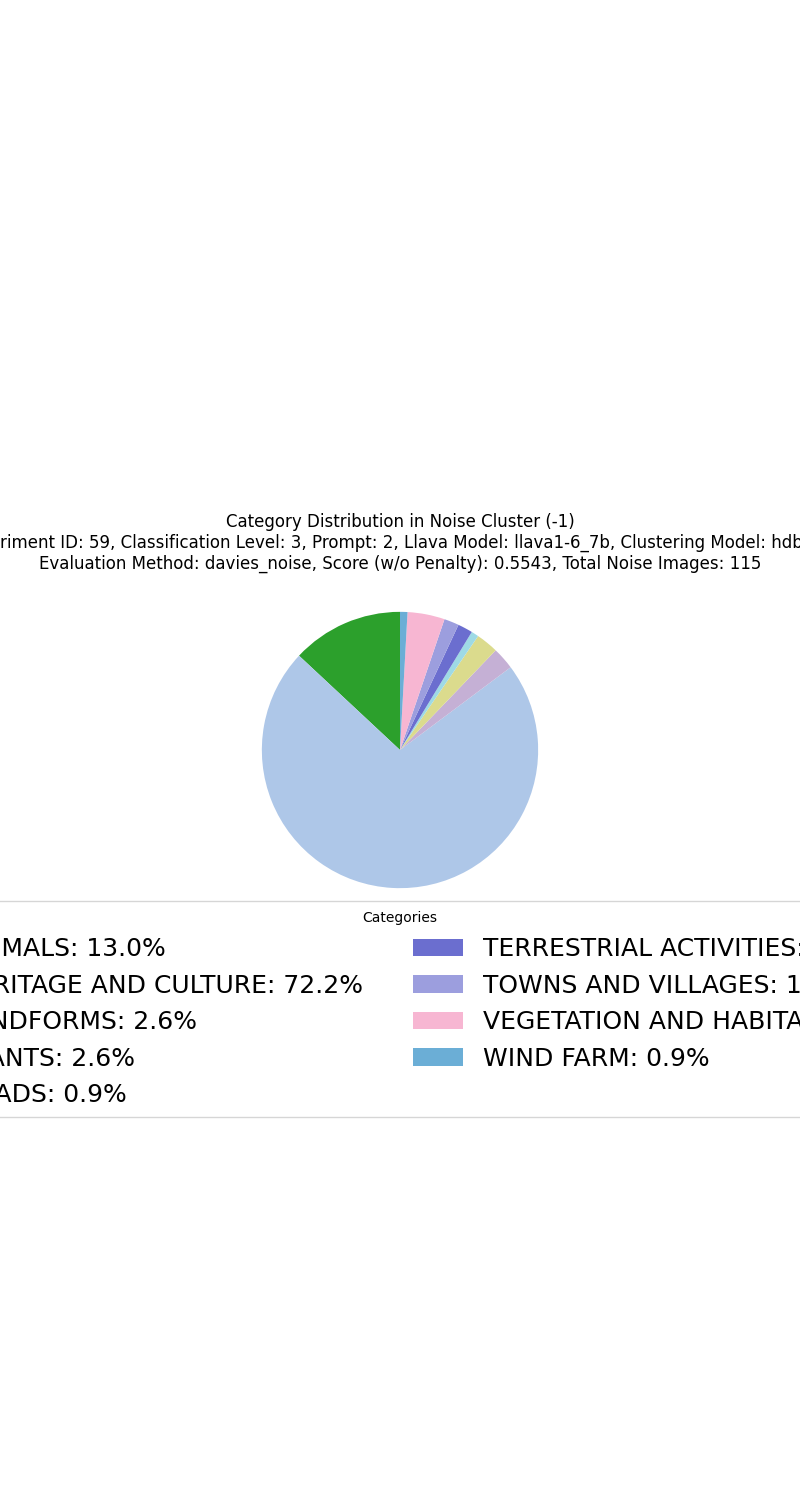 Category Distribution in Noise Cluster (-1)
riment ID: 59, Classification Level: 3, Prompt: 2, Llava Model: llava1-6_7b, Clustering Model: hdb
Evaluation Method: davies_noise, Score (w/o Penalty): 0.5543, Total Noise Images: 115
Categories
MALS: 13.0%
RITAGE AND CULTURE: 72.2%
NDFORMS: 2.6%
ANTS: 2.6%
ADS: 0.9%
TERRESTRIAL ACTIVITIES:
TOWNS AND VILLAGES: 1
VEGETATION AND HABITA
WIND FARM: 0.9%